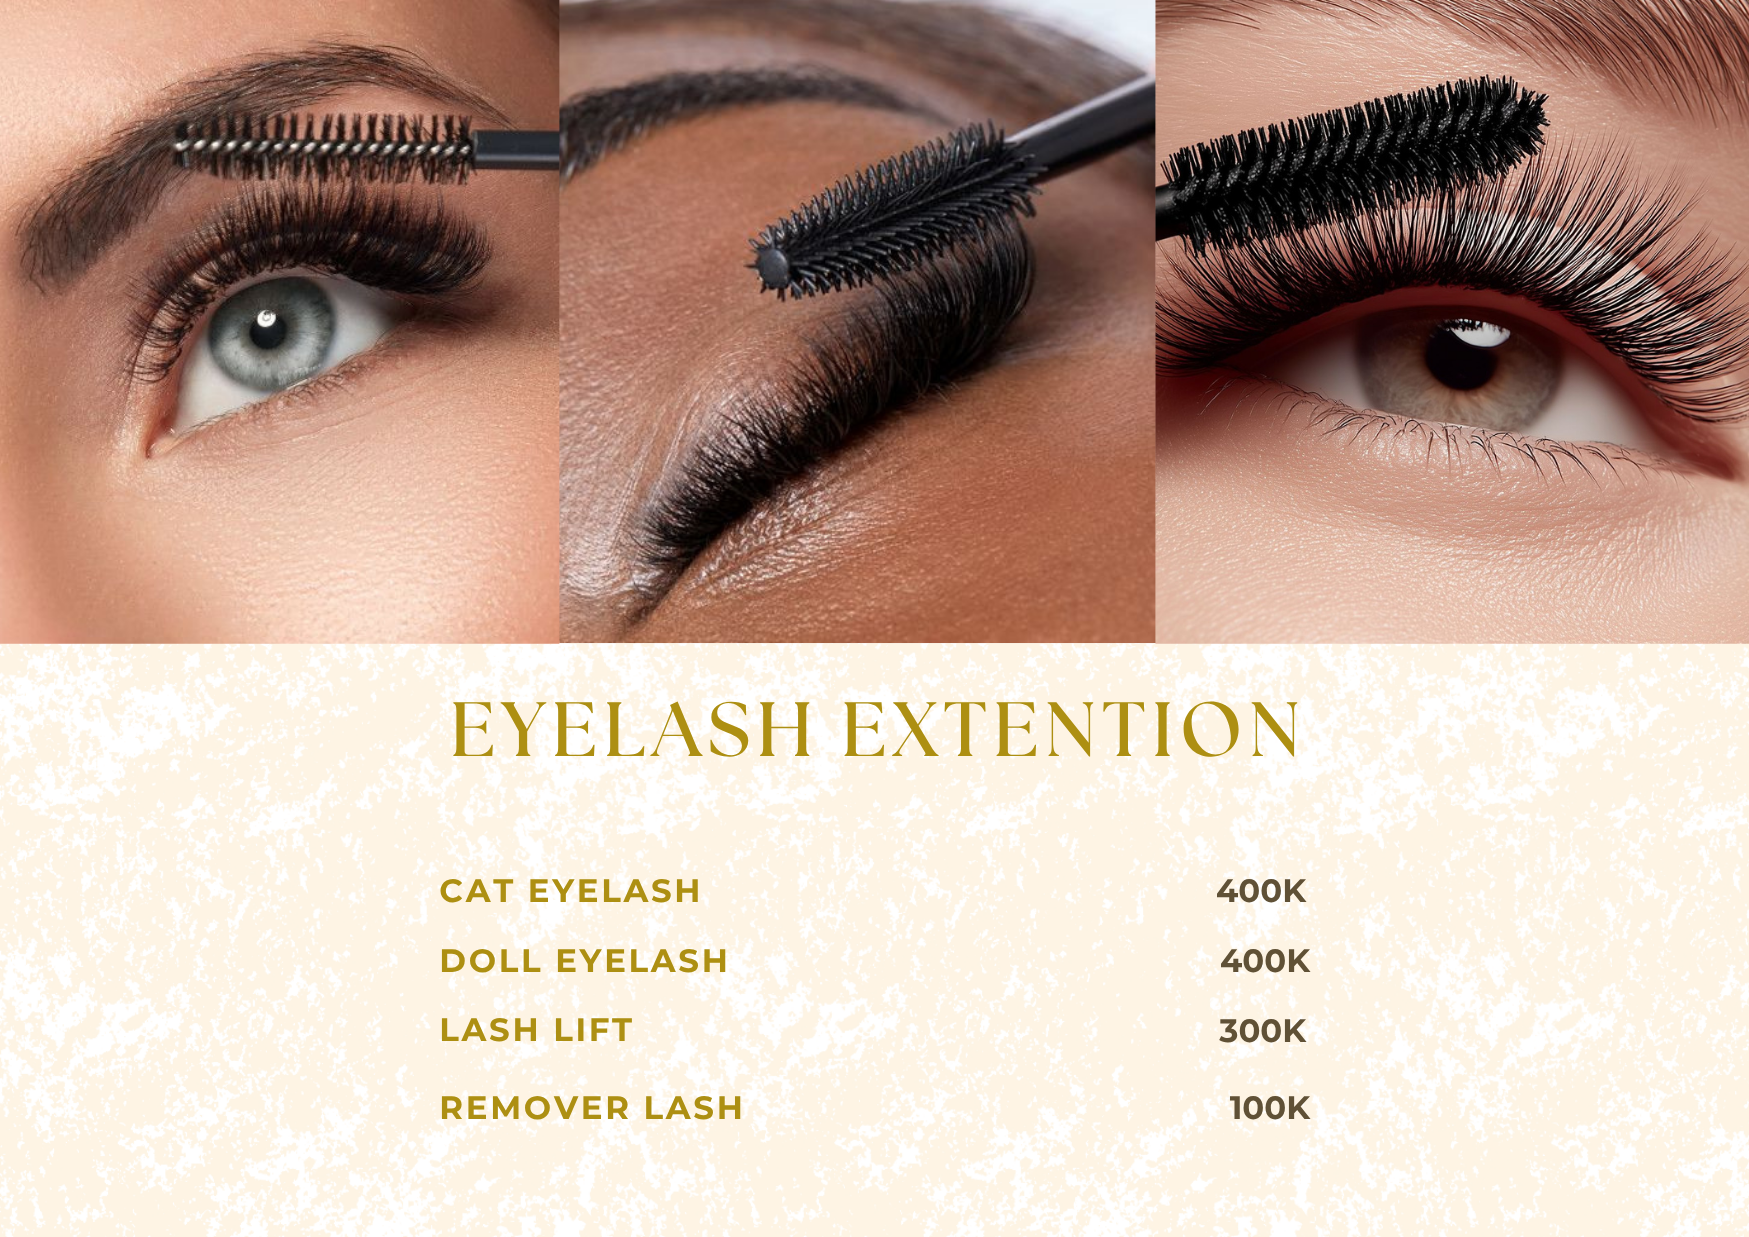 EYELASH EXTENTION
CAT EYELASH 400K
DOLL EYELASH 400K
LASH LIFT 300K
REMOVER LASH 100K